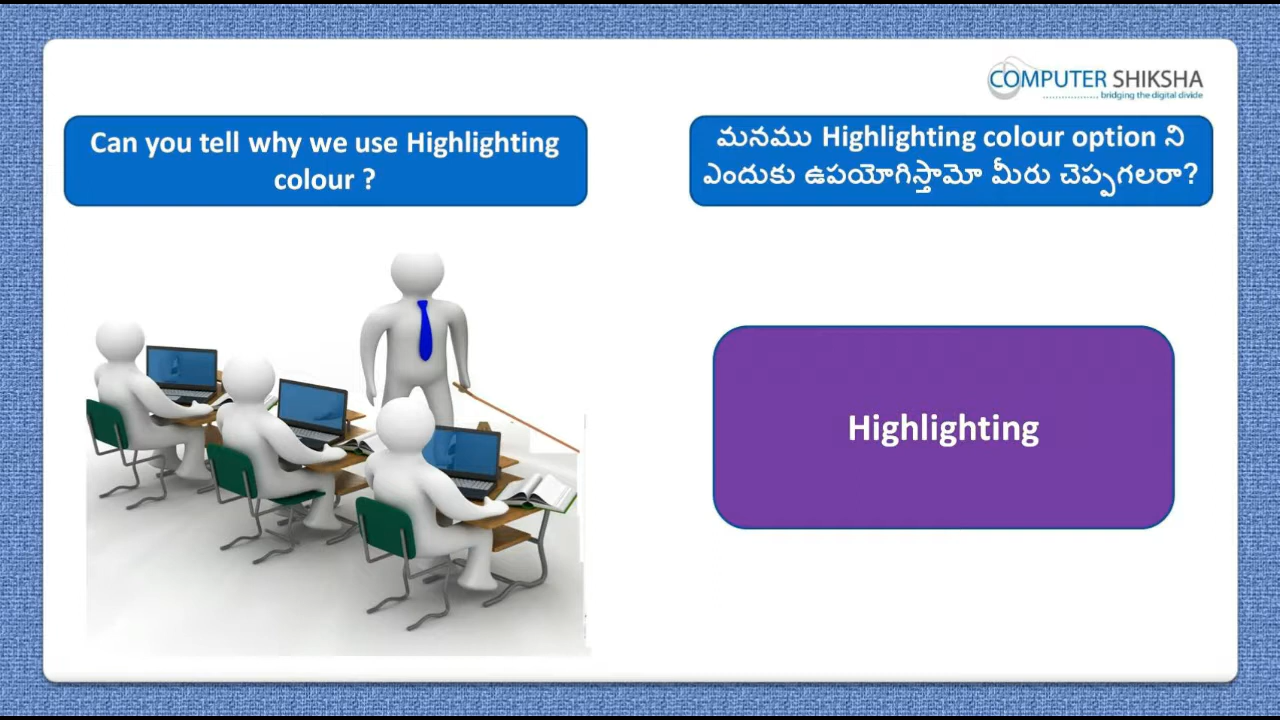 COMPUTER SHIKSHA
bridging the digital divide
Can you tell why we use Highlighting
colour ?
మనము Highlighting colour option ని
ఎందుకు ఉపయోగిస్తామో మీరు చెప్పగలరా?
Highlighting